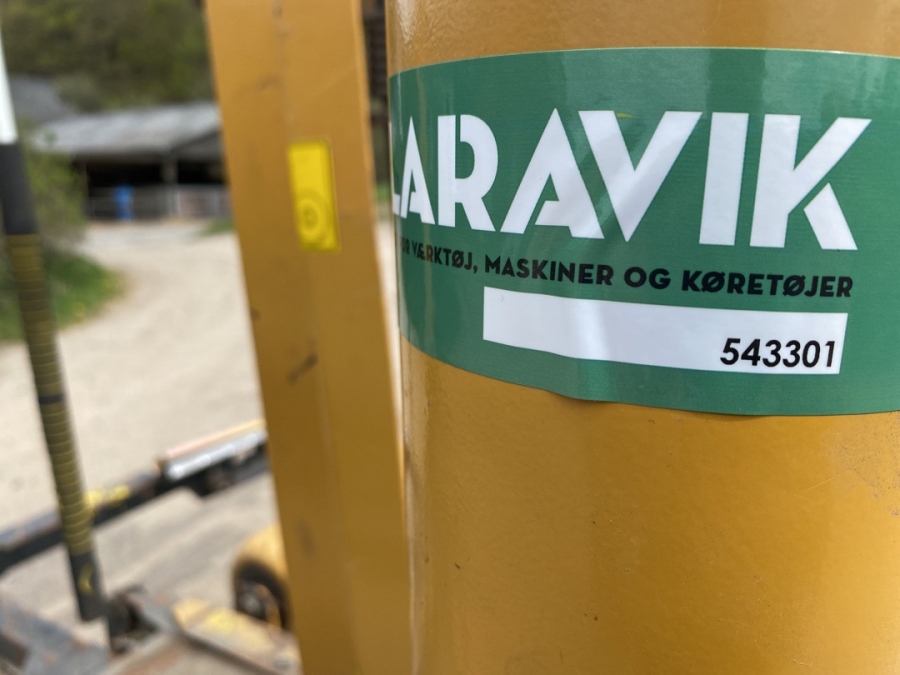 LARAVIK
VÆRKTØJ, MASKINER OG KØRETØJER
543301